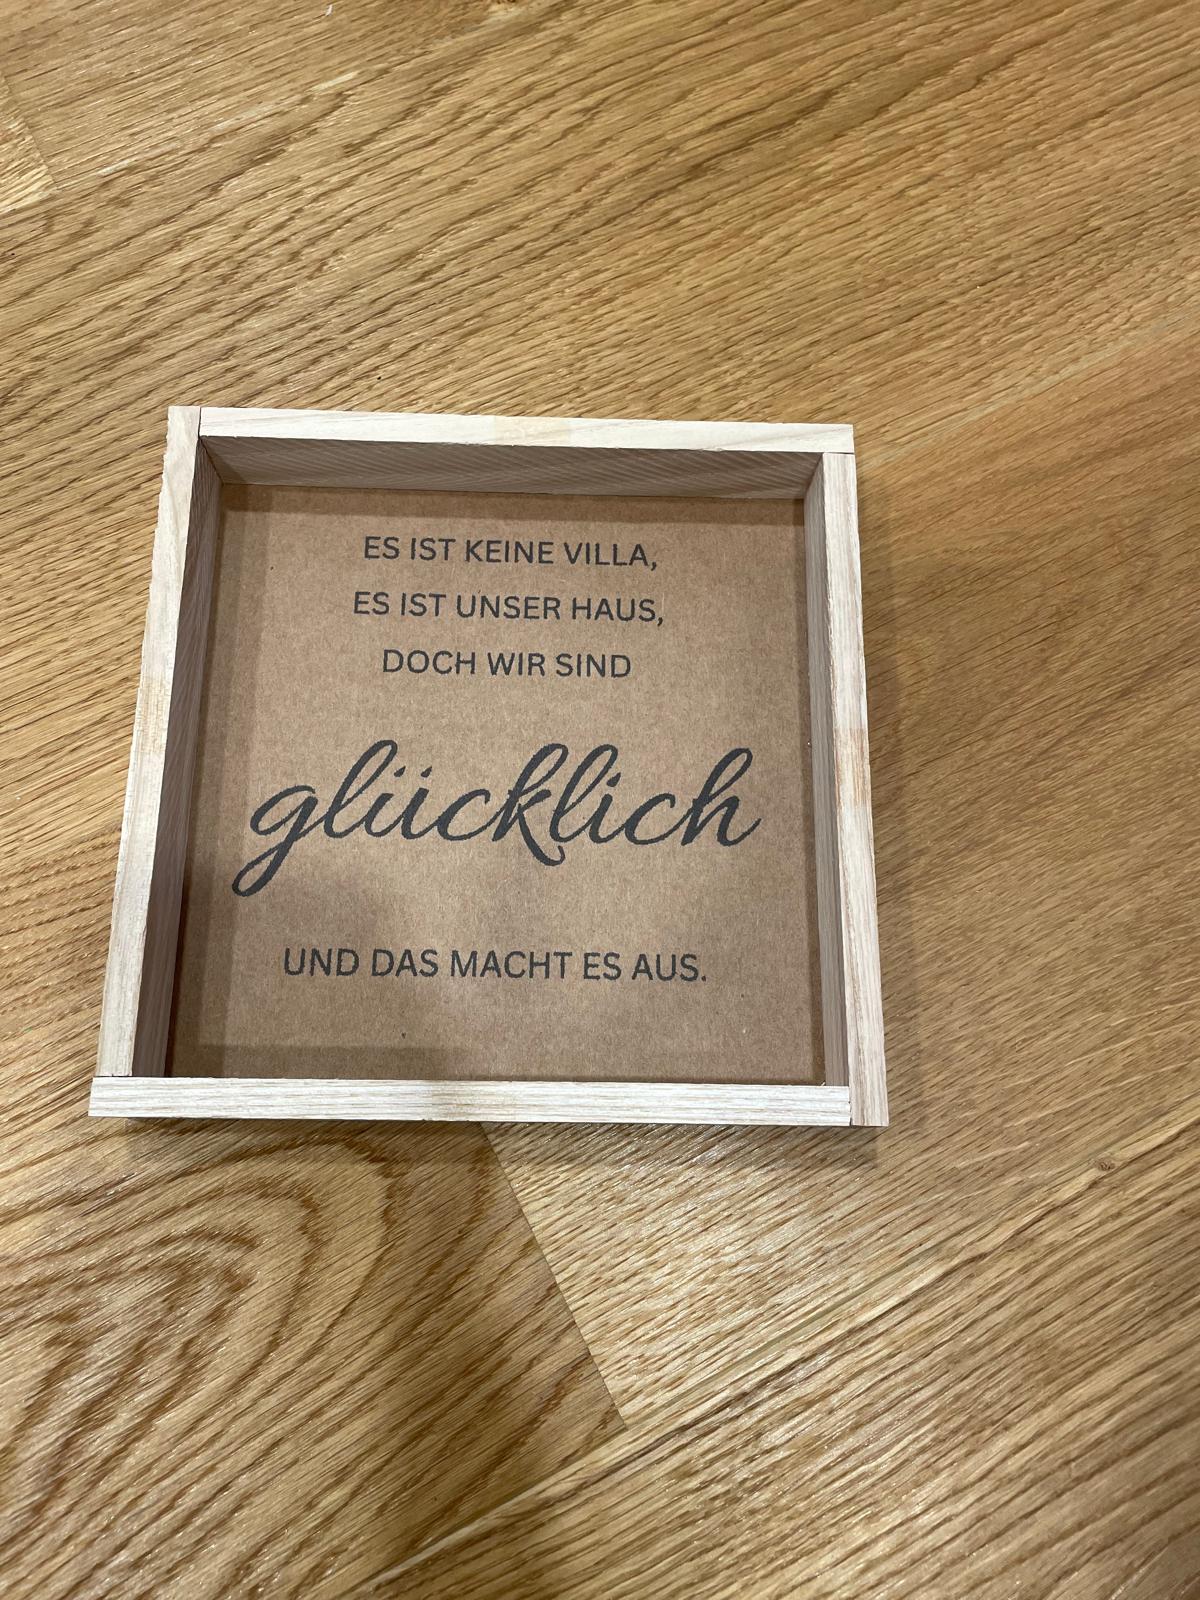 ES IST KEINE VILLA,
ES IST UNSER HAUS,
DOCH WIR SIND
glücklich
UND DAS MACHT ES AUS.